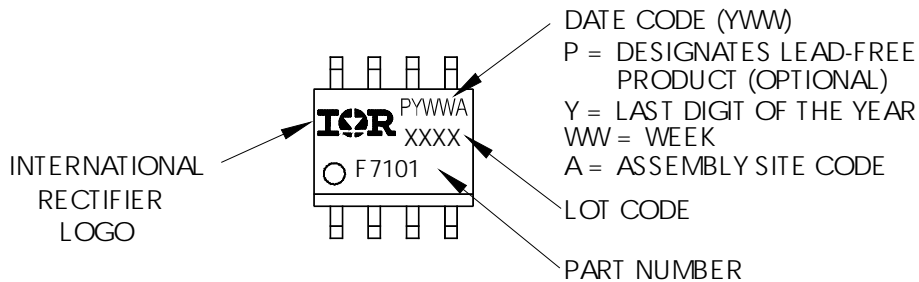 DATE CODE (YWW)
P = DESIGNATES LEAD-FREE
PRODUCT (OPTIONAL)
Y = LAST DIGIT OF THE YEAR
WW = WEEK
A = ASSEMBLY SITE CODE
LOT CODE
PART NUMBER
INTERNATIONAL
RECTIFIER
LOGO
IOR
PYWWA
XXXX
F7101